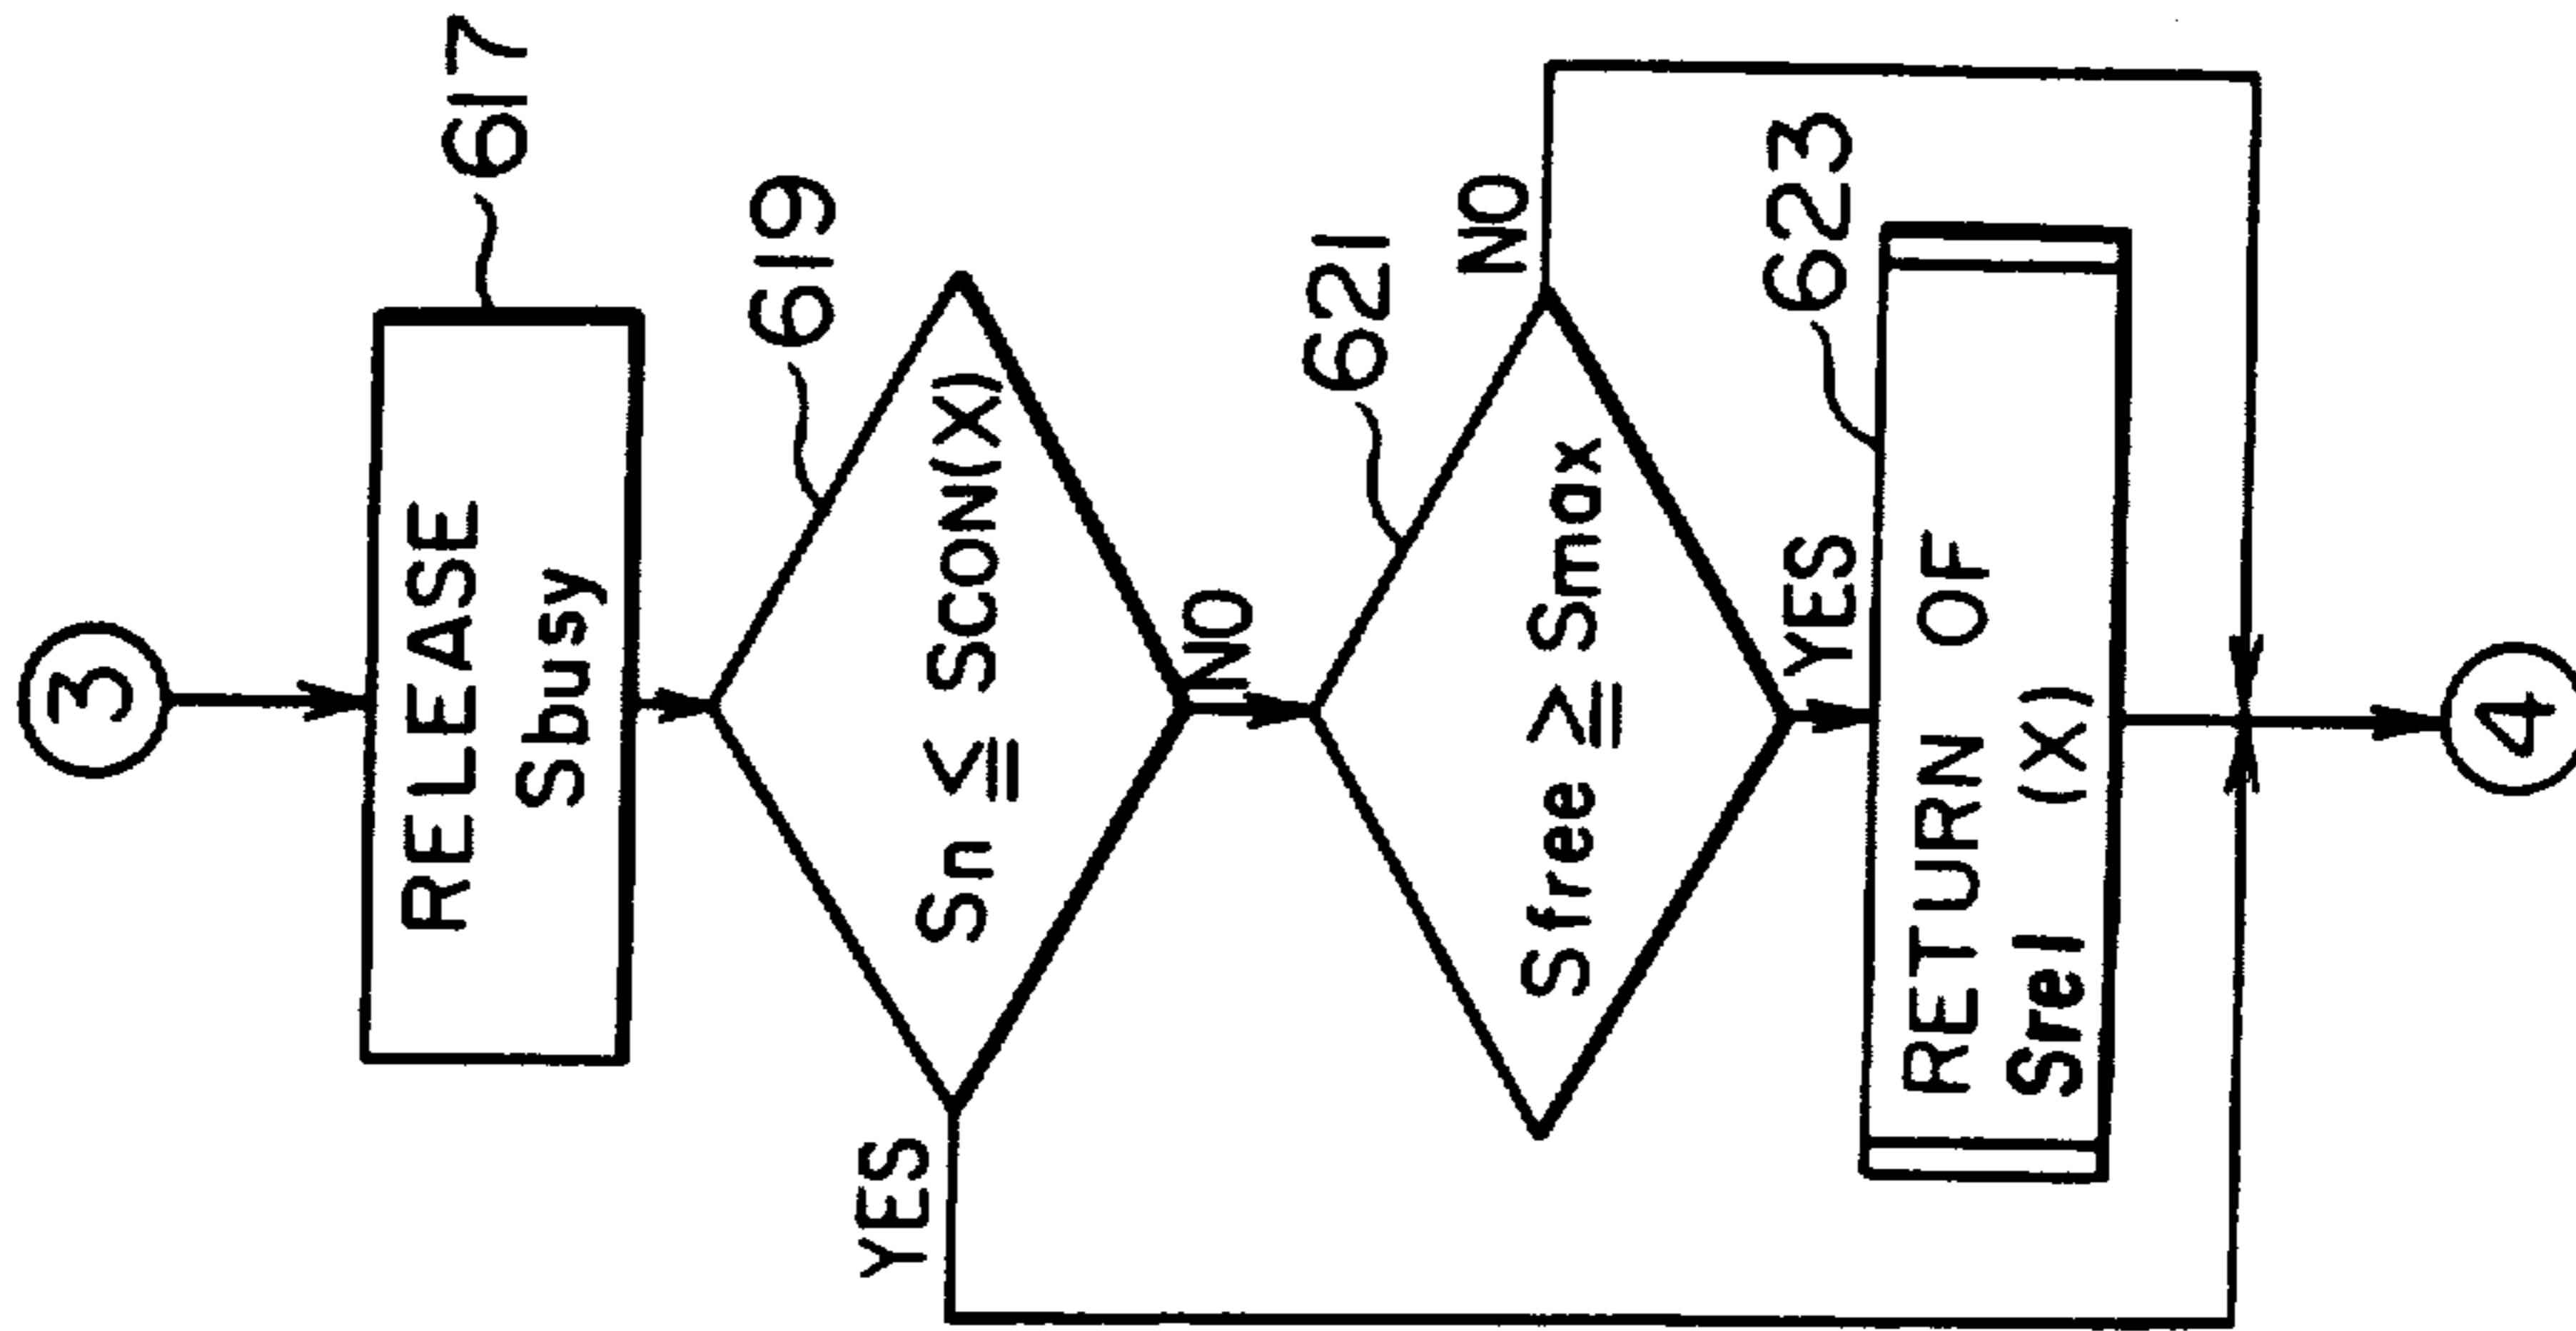 3
617
RELEASE
Sbusy
619
Sn ≦ SCON(X)
YES
NO
621
Sfree ≧ Smax
NO
YES
623
RETURN OF
Srel (X)
4